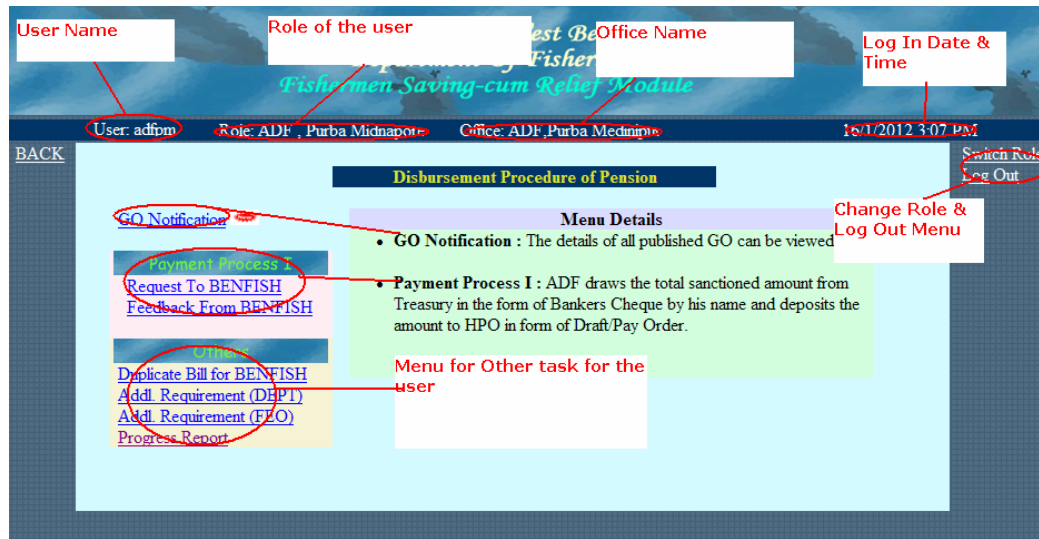 User Name
Role of the user
Office Name
Log In Date &
Time
est Be
Fisher
Fishermen Saving-cum Relief Module
User: adfpm
Role: ADF , Purba Midnapore
Office: ADF,Purba Medinipur
16/1/2012 3:07 PM
BACK
Switch Role
Log Out
Disbursement Procedure of Pension
GO Notification
Menu Details
Change Role &
Log Out Menu
• GO Notification : The details of all published GO can be viewed
Payment Process I
Request To BENFISH
Feedback From BENFISH
• Payment Process I : ADF draws the total sanctioned amount from
Treasury in the form of Bankers Cheque by his name and deposits the
amount to HPO in form of Draft/Pay Order.
Others
Duplicate Bill for BENFISH
Addl. Requirement (DEPT)
Addl. Requirement (FEO)
Progress Report
Menu for Other task for the
user